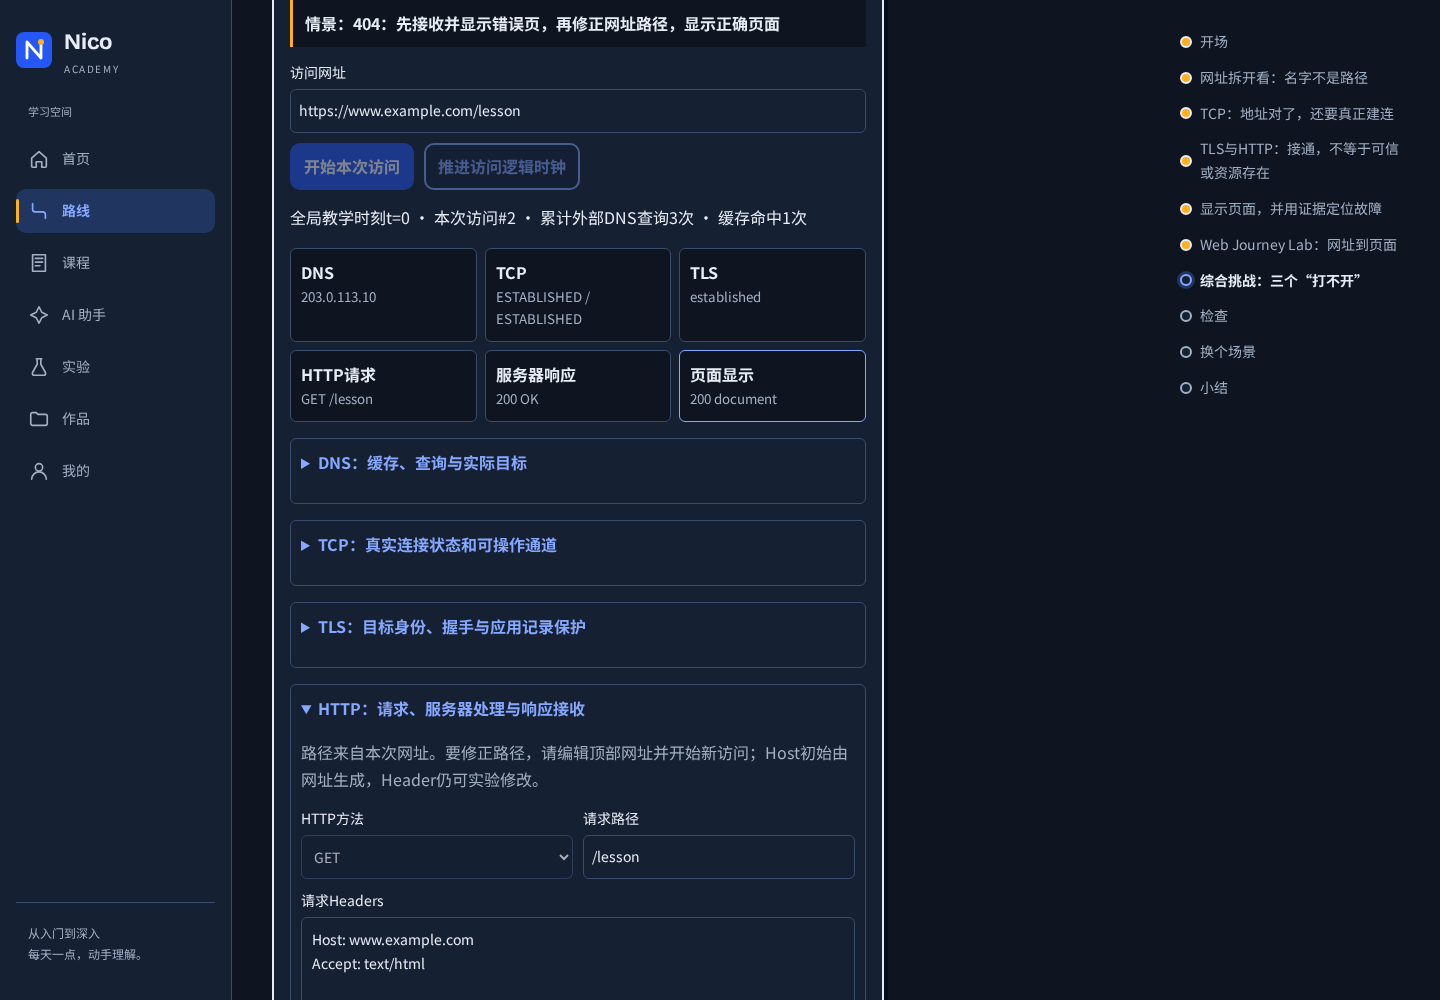 Nico
ACADEMY
学习空间
首页
路线
课程
AI 助手
实验
作品
我的
从入门到深入
每天一点，动手理解。
情景：404：先接收并显示错误页，再修正网址路径，显示正确页面
访问网址
https://www.example.com/lesson
开始本次访问
推进访问逻辑时钟
全局教学时刻t=0 · 本次访问#2 · 累计外部DNS查询3次 · 缓存命中1次
DNS
203.0.113.10
TCP
ESTABLISHED /
ESTABLISHED
TLS
established
HTTP请求
GET /lesson
服务器响应
200 OK
页面显示
200 document
DNS：缓存、查询与实际目标
TCP：真实连接状态和可操作通道
TLS：目标身份、握手与应用记录保护
HTTP：请求、服务器处理与响应接收
路径来自本次网址。要修正路径，请编辑顶部网址并开始新访问；Host初始由
网址生成，Header仍可实验修改。
HTTP方法
GET
请求路径
/lesson
请求Headers
Host: www.example.com
Accept: text/html
开场
网址拆开看：名字不是路径
TCP：地址对了，还要真正建连
TLS与HTTP：接通，不等于可信
或资源存在
显示页面，并用证据定位故障
Web Journey Lab：网址到页面
综合挑战：三个“打不开”
检查
换个场景
小结